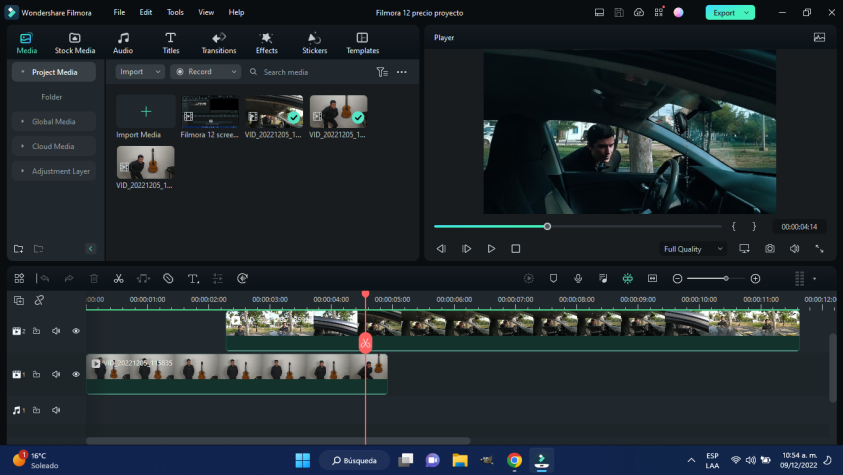 Wondershare Filmora File Edit Tools View Help Filmora 12 precio proyecto Export
Media Stock Media Audio Titles Transitions Effects Stickers Templates
Player
Project Media
Import Record Search media
Folder
Global Media
Cloud Media
Adjustment Layer
Import Media Filmora 12 scree... VID_20221205_1... VID_20221205_1...
VID_20221205_1...
{ } 00:00:04:14
Full Quality
00:00 00:00:01:00 00:00:02:00 00:00:03:00 00:00:04:00 00:00:05:00 00:00:06:00 00:00:07:00 00:00:08:00 00:00:09:00 00:00:10:00 00:00:11:00 00:00:12:0
2
1
1
1
16°C
Soleado
Búsqueda
ESP
LAA
10:54 a. m.
09/12/2022